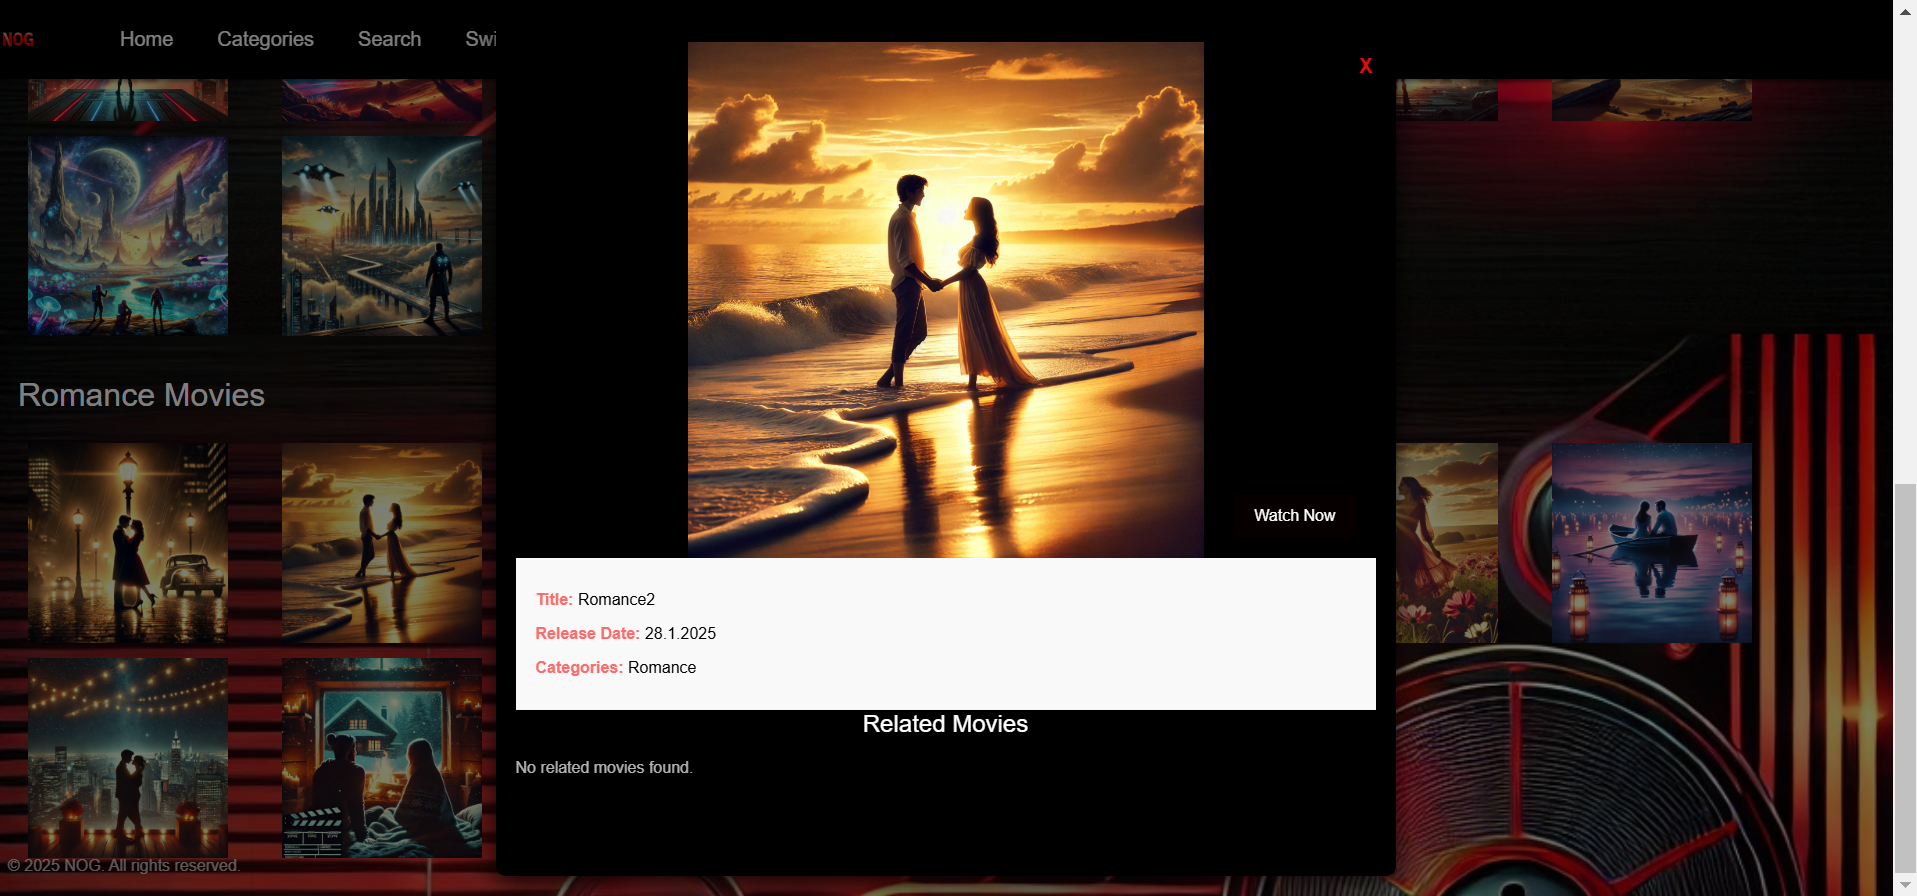 NOG
Home
Categories
Search
Swi
X
Watch Now
Title: Romance2
Release Date: 28.1.2025
Categories: Romance
Related Movies
No related movies found.
Romance Movies
© 2025 NOG. All rights reserved.